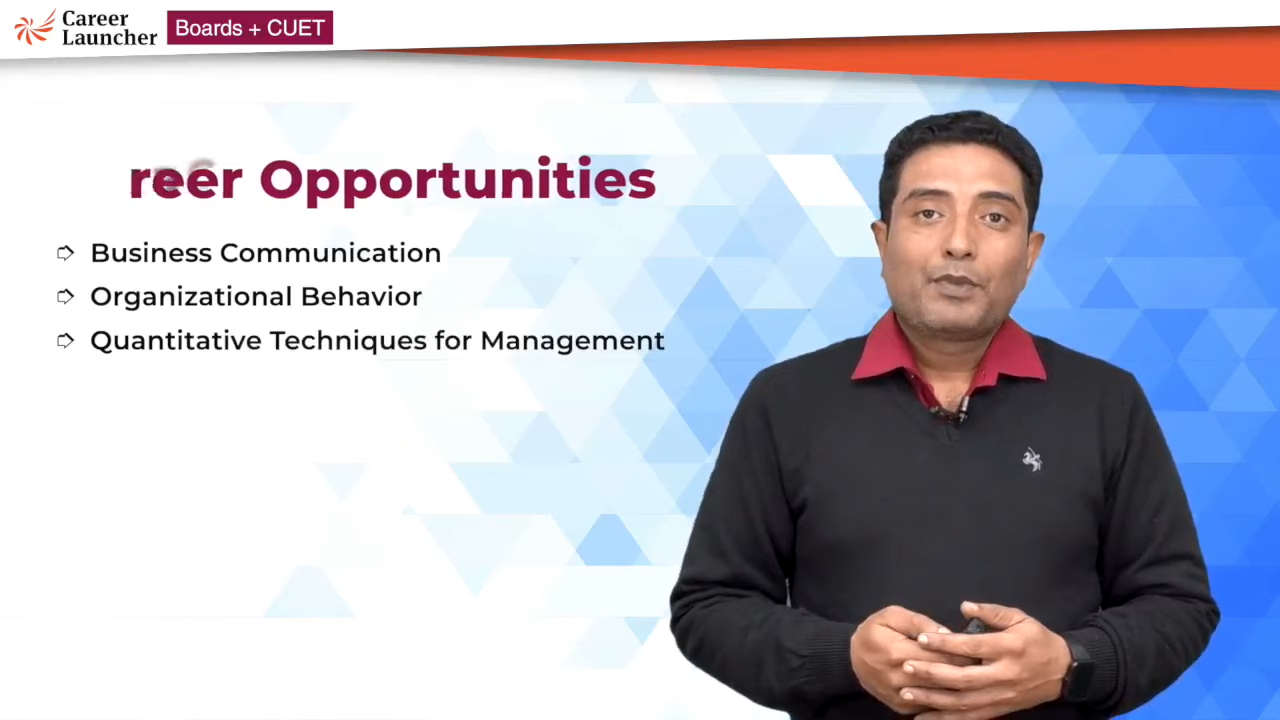 Career
Launcher
Boards + CUET
reer Opportunities
Business Communication
Organizational Behavior
Quantitative Techniques for Management